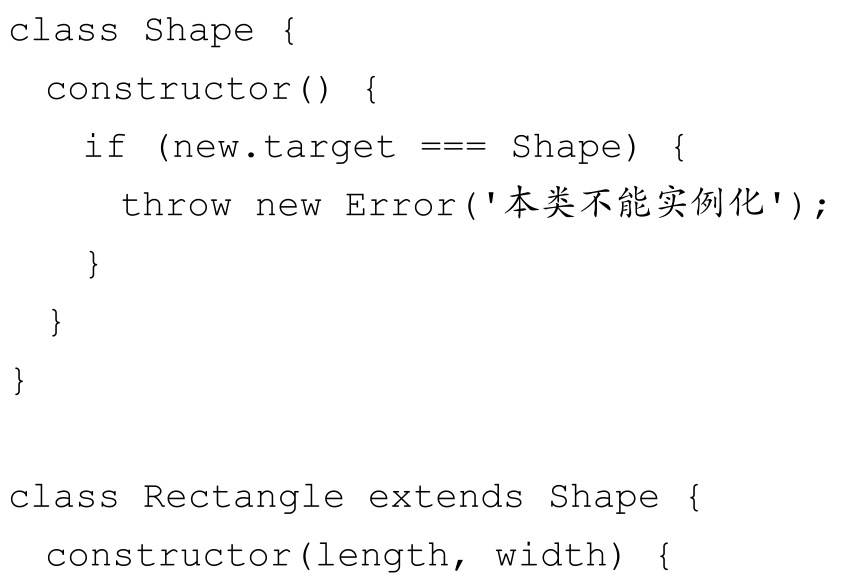 class Shape {
  constructor() {
    if (new.target === Shape) {
      throw new Error('本类不能实例化');
    }
  }
}

class Rectangle extends Shape {
  constructor(length, width) {